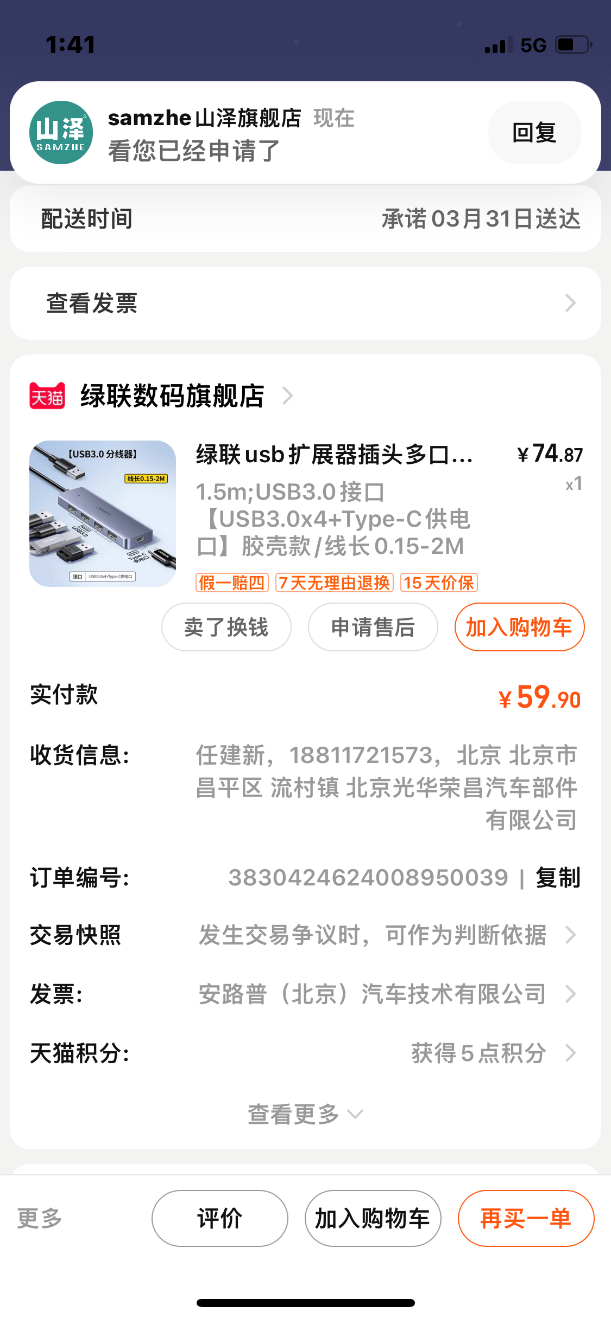 1:41
5G
山泽
SAMZHE
samzhe山泽旗舰店 现在
看您已经申请了
回复
配送时间 承诺03月31日送达
查看发票
天猫 绿联数码旗舰店
【USB3.0 分线器】
线长0.15-2M
接口 USB3.0x4+Type-C供电口
绿联usb扩展器插头多口... ¥74.87
x1
1.5m;USB3.0接口
【USB3.0x4+Type-C供电
口】胶壳款/线长0.15-2M
假一赔四 7天无理由退换 15天价保
卖了换钱 申请售后 加入购物车
实付款 ¥59.90
收货信息: 任建新，18811721573，北京 北京市
昌平区 流村镇 北京光华荣昌汽车部件
有限公司
订单编号: 3830424624008950039 | 复制
交易快照 发生交易争议时，可作为判断依据
发票: 安路普（北京）汽车技术有限公司
天猫积分: 获得5点积分
查看更多
更多 评价 加入购物车 再买一单